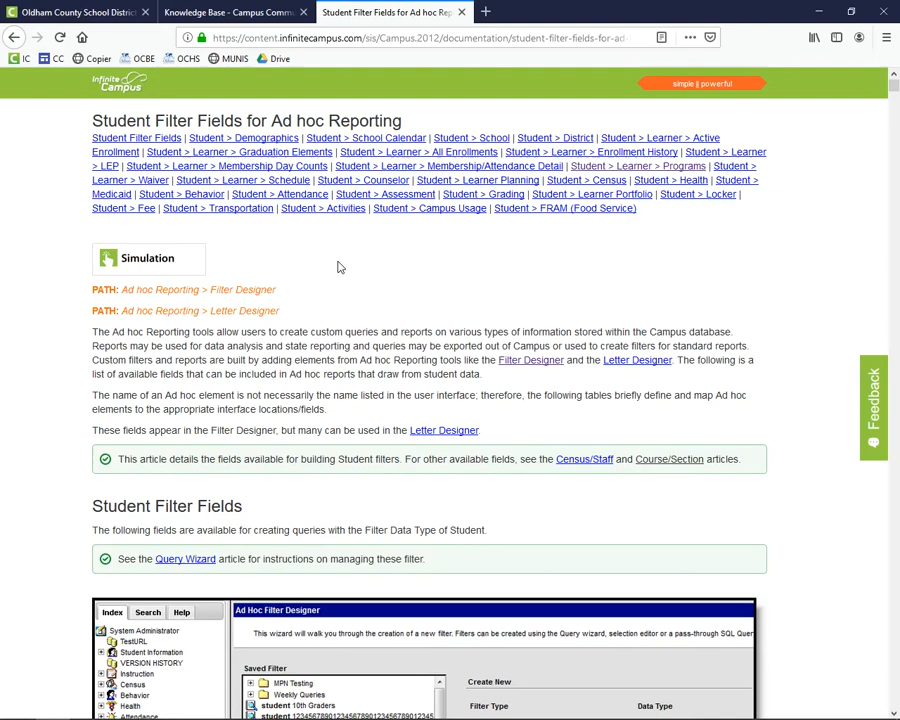 Oldham County School District
Knowledge Base - Campus Comm
Student Filter Fields for Ad hoc Rep
https://content.infinitecampus.com/sis/Campus.2012/documentation/student-filter-fields-for-ad-
IC CC Copier OCBE OCHS MUNIS Drive
Infinite Campus
simple || powerful
Student Filter Fields for Ad hoc Reporting
Student Filter Fields | Student > Demographics | Student > School Calendar | Student > School | Student > District | Student > Learner > Active
Enrollment | Student > Learner > Graduation Elements | Student > Learner > All Enrollments | Student > Learner > Enrollment History | Student > Learner
> LEP | Student > Learner > Membership Day Counts | Student > Learner > Membership/Attendance Detail | Student > Learner > Programs | Student >
Learner > Waiver | Student > Learner > Schedule | Student > Counselor | Student > Learner Planning | Student > Census | Student > Health | Student >
Medicaid | Student > Behavior | Student > Attendance | Student > Assessment | Student > Grading | Student > Learner Portfolio | Student > Locker |
Student > Fee | Student > Transportation | Student > Activities | Student > Campus Usage | Student > FRAM (Food Service)
Simulation
PATH: Ad hoc Reporting > Filter Designer
PATH: Ad hoc Reporting > Letter Designer
The Ad hoc Reporting tools allow users to create custom queries and reports on various types of information stored within the Campus database.
Reports may be used for data analysis and state reporting and queries may be exported out of Campus or used to create filters for standard reports.
Custom filters and reports are built by adding elements from Ad hoc Reporting tools like the Filter Designer and the Letter Designer. The following is a
list of available fields that can be included in Ad hoc reports that draw from student data.
The name of an Ad hoc element is not necessarily the name listed in the user interface; therefore, the following tables briefly define and map Ad hoc
elements to the appropriate interface locations/fields.
These fields appear in the Filter Designer, but many can be used in the Letter Designer.
This article details the fields available for building Student filters. For other available fields, see the Census/Staff and Course/Section articles.
Feedback
Student Filter Fields
The following fields are available for creating queries with the Filter Data Type of Student.
See the Query Wizard article for instructions on managing these filter.
Index Search Help
Ad Hoc Filter Designer
System Administrator
TestURL
Student Information
VERSION HISTORY
Instruction
Census
Behavior
Health
Attendance
This wizard will walk you through the creation of a new filter. Filters can be created using the Query wizard, selection editor or a pass-through SQL Quer
Saved Filter
MPN Testing
Weekly Queries
student 10th Graders
student 123456789012345678901234567890123
Create New
Filter Type
Data Type